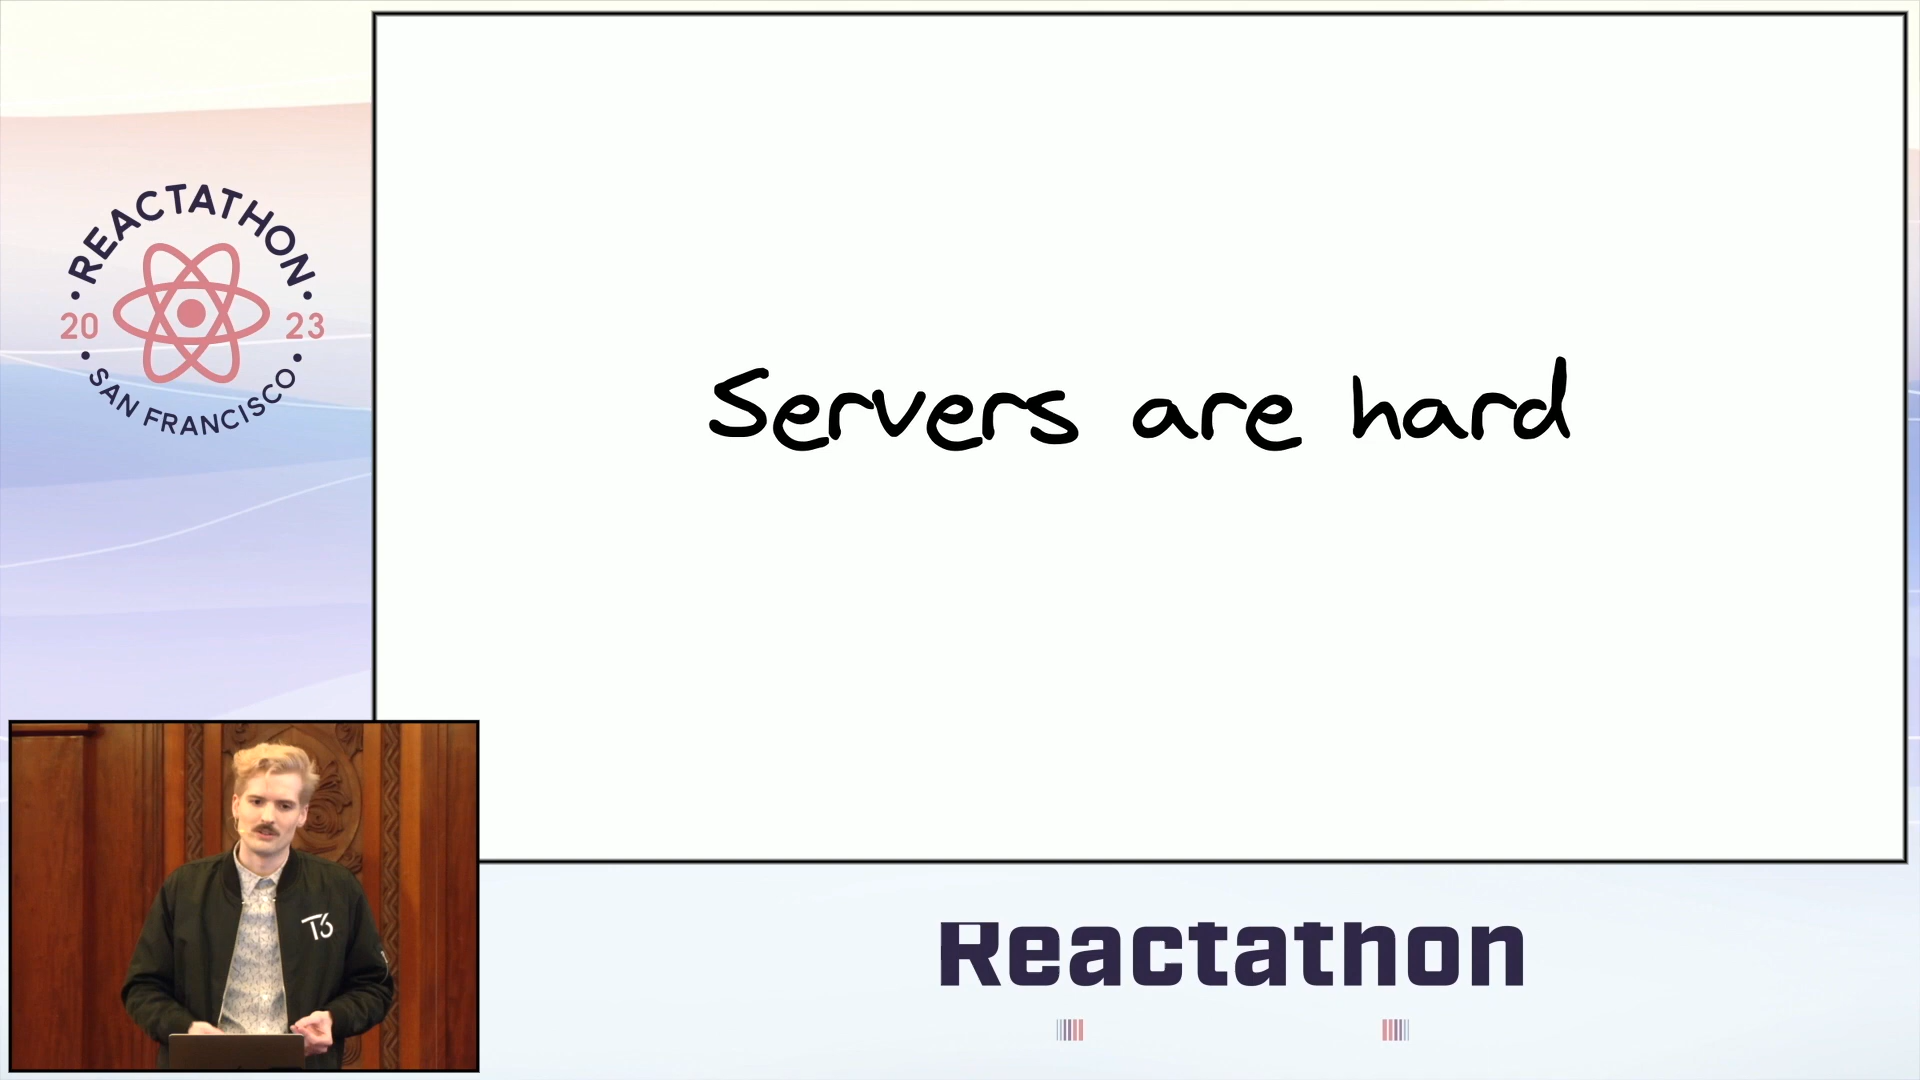 REACTATHON
20 23
SAN FRANCISCO
Servers are hard
T3
Reactathon